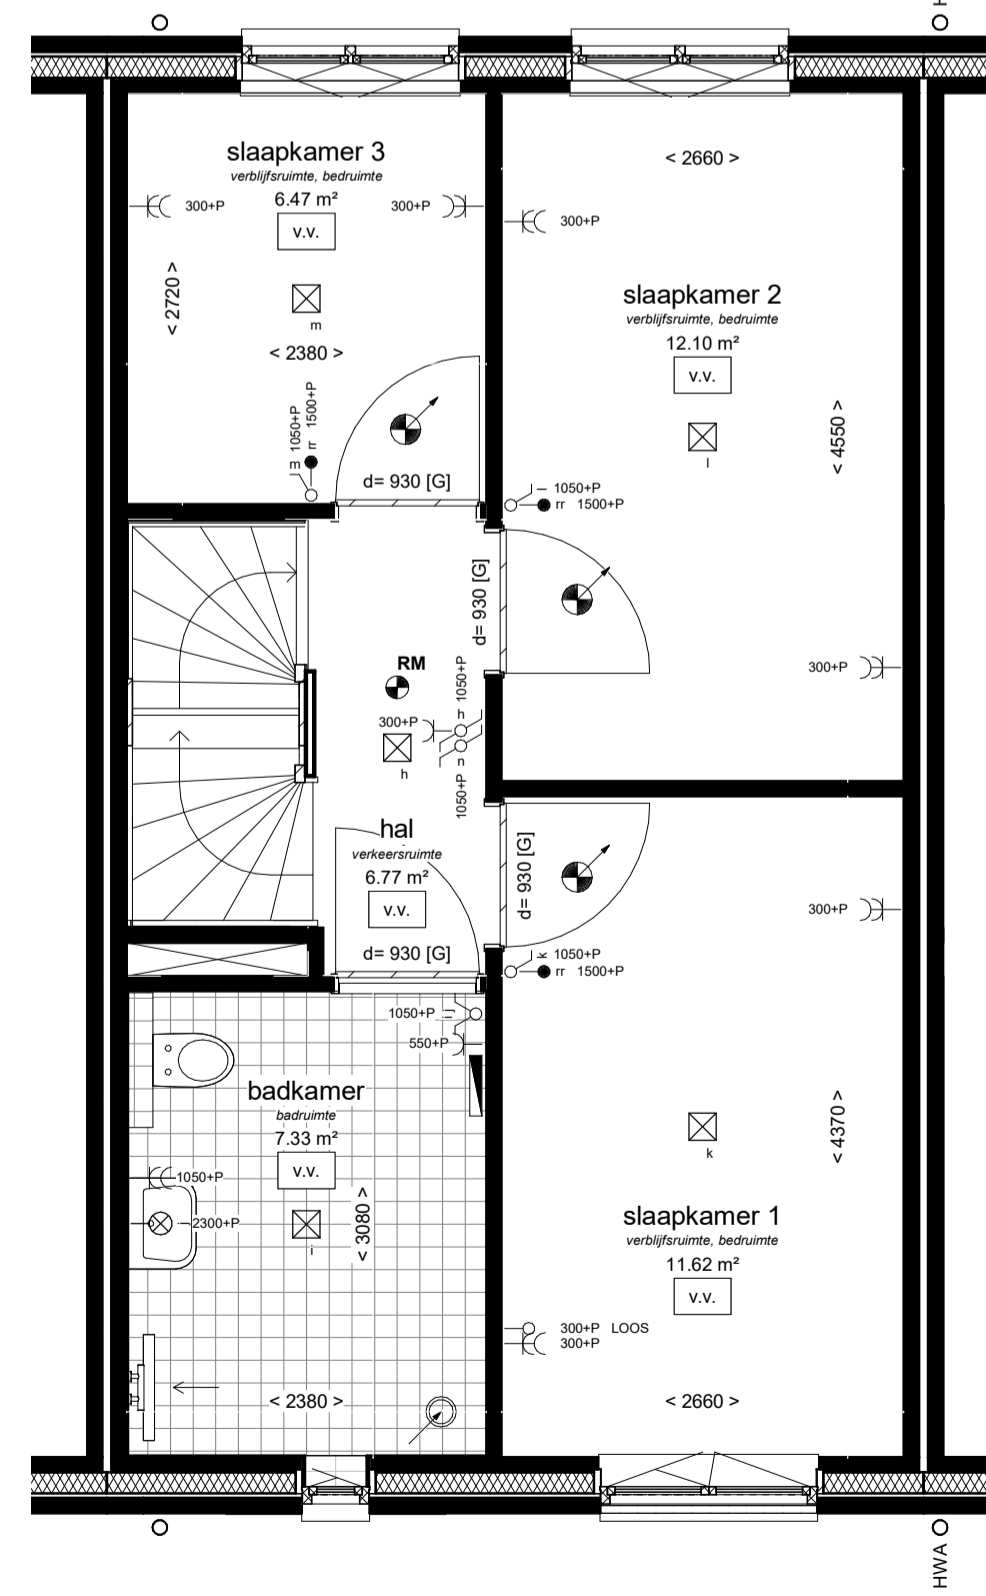 slaapkamer 3
verblijfsruimte, bedruimte
6.47 m²
v.v.
300+P
300+P
< 2720 >
m
< 2380 >
m 1050+P
rr 1500+P
d= 930 [G]
< 2660 >
300+P
slaapkamer 2
verblijfsruimte, bedruimte
12.10 m²
v.v.
l
< 4550 >
l 1050+P
rr 1500+P
d= 930 [G]
300+P
RM
300+P
h 1050+P
h
n 1050+P
hal
verkeersruimte
6.77 m²
v.v.
d= 930 [G]
d= 930 [G]
300+P
k 1050+P
rr 1500+P
1050+P
550+P
badkamer
badruimte
7.33 m²
v.v.
1050+P
2300+P
i
< 3080 >
< 2380 >
k
< 4370 >
slaapkamer 1
verblijfsruimte, bedruimte
11.62 m²
v.v.
300+P LOOS
300+P
< 2660 >
HWA